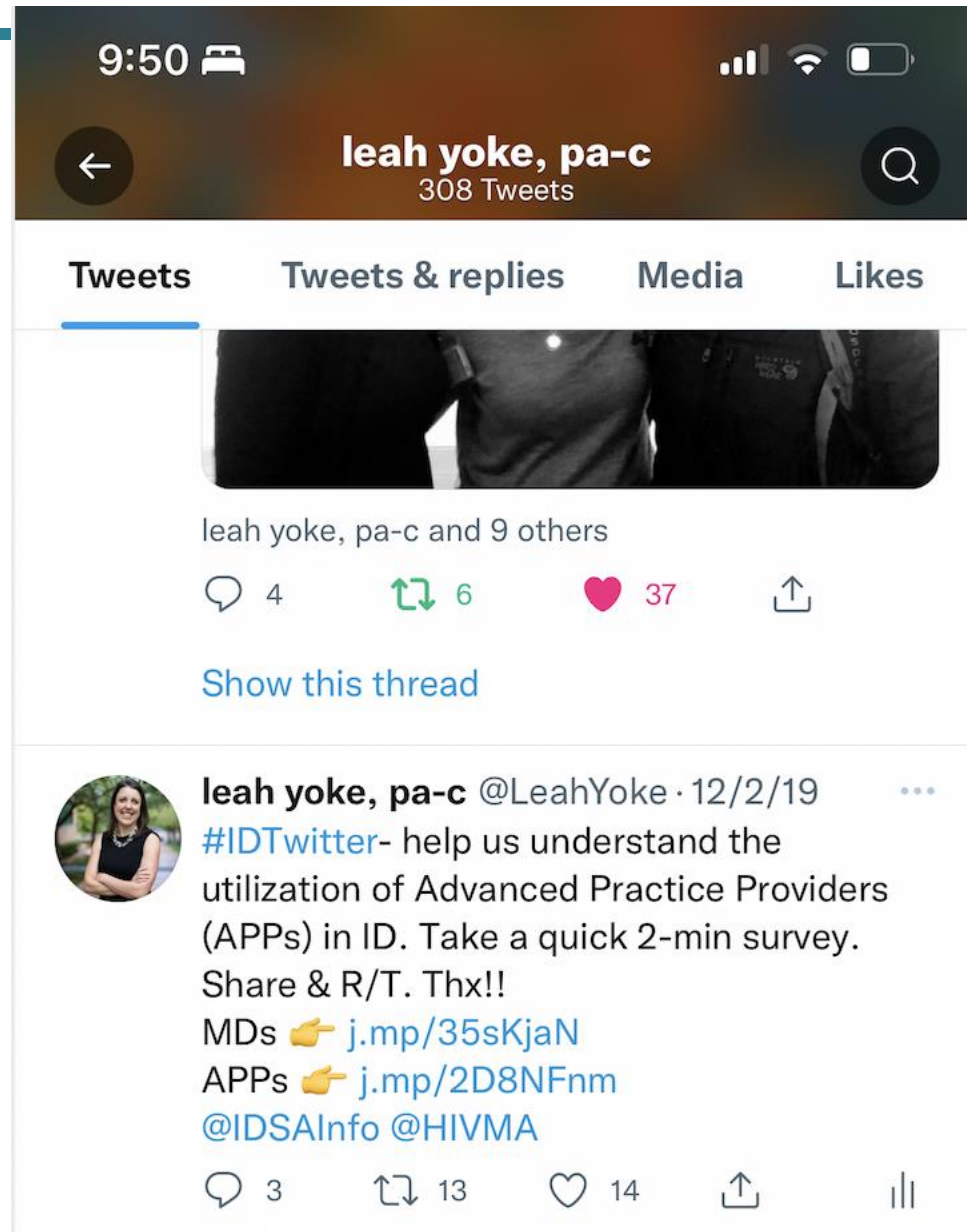 9:50
leah yoke, pa-c
308 Tweets
Tweets Tweets & replies Media Likes
leah yoke, pa-c and 9 others
4 6 37
Show this thread
leah yoke, pa-c @LeahYoke · 12/2/19
#IDTwitter- help us understand the
utilization of Advanced Practice Providers
(APPs) in ID. Take a quick 2-min survey.
Share & R/T. Thx!!
MDs 👉 j.mp/35sKjaN
APPs 👉 j.mp/2D8NFnm
@IDSAInfo @HIVMA
3 13 14